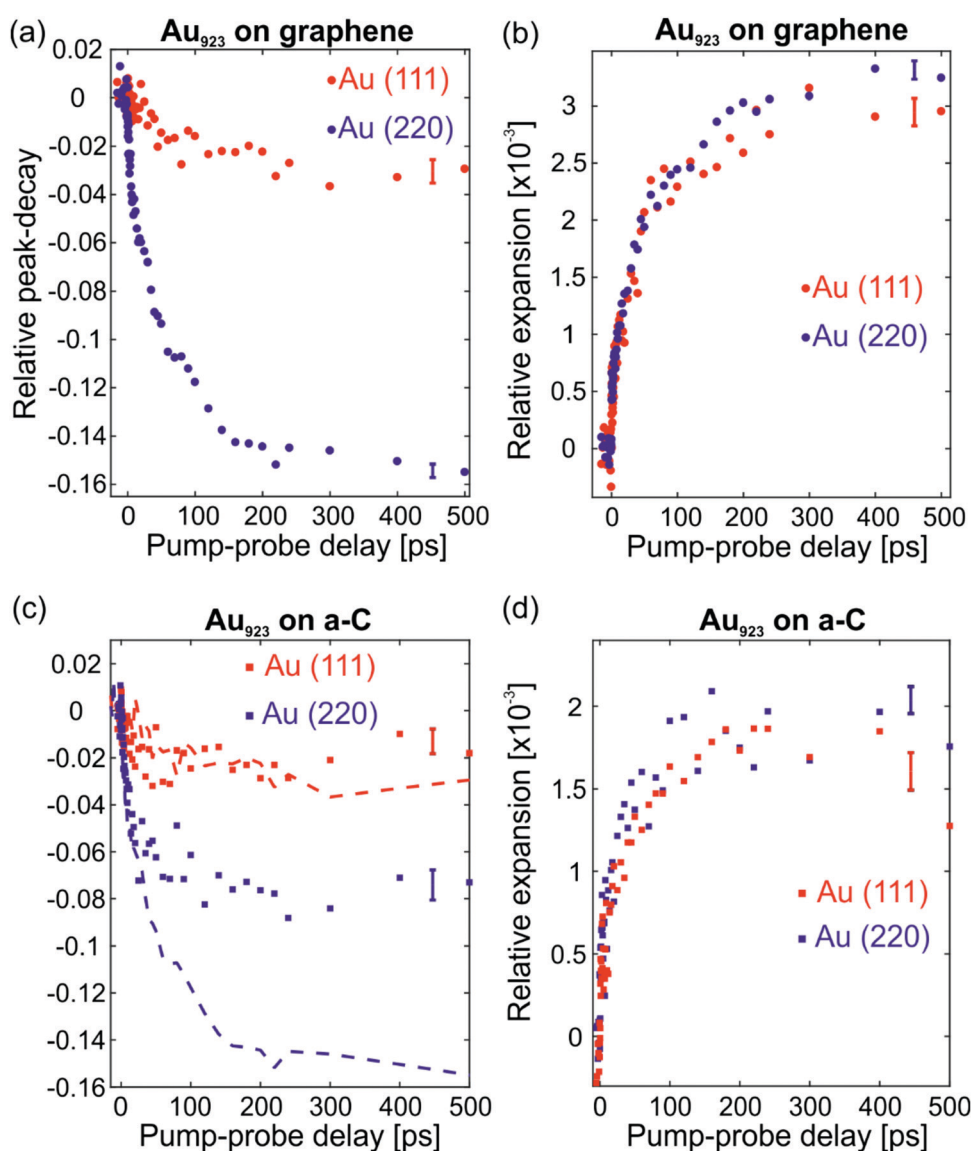 (a)
Au₉₂₃ on graphene
0.02
0
-0.02
-0.04
-0.06
-0.08
-0.1
-0.12
-0.14
-0.16
Relative peak-decay
Au (111)
Au (220)
0 100 200 300 400 500
Pump-probe delay [ps]
(b)
Au₉₂₃ on graphene
3
2.5
2
1.5
1
0.5
0
Relative expansion [x10⁻³]
Au (111)
Au (220)
0 100 200 300 400 500
Pump-probe delay [ps]
(c)
Au₉₂₃ on a-C
0.02
0
-0.02
-0.04
-0.06
-0.08
-0.1
-0.12
-0.14
-0.16
Au (111)
Au (220)
0 100 200 300 400 500
Pump-probe delay [ps]
(d)
Au₉₂₃ on a-C
2
1.5
1
0.5
0
Relative expansion [x10⁻³]
Au (111)
Au (220)
0 100 200 300 400 500
Pump-probe delay [ps]